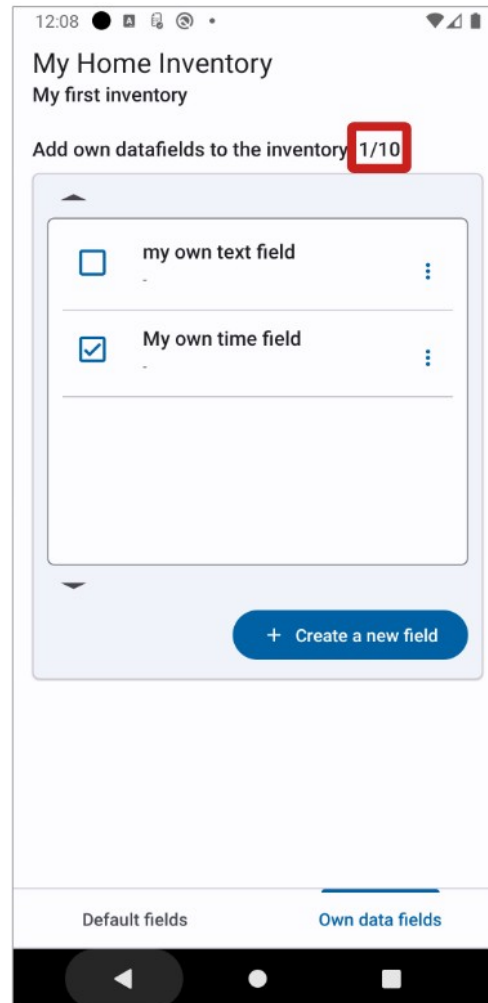 12:08
My Home Inventory
My first inventory
Add own datafields to the inventory 1/10
my own text field
-
My own time field
-
+ Create a new field
Default fields
Own data fields